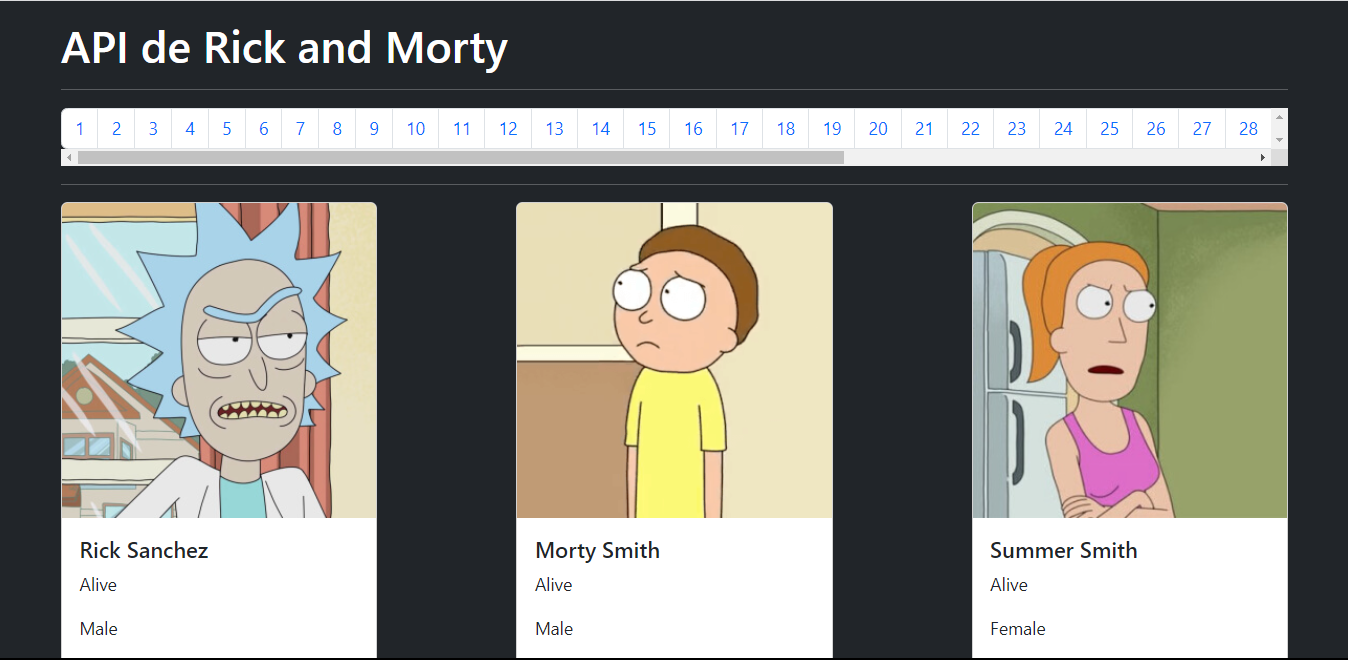 API de Rick and Morty
1 2 3 4 5 6 7 8 9 10 11 12 13 14 15 16 17 18 19 20 21 22 23 24 25 26 27 28
Rick Sanchez Morty Smith Summer Smith
Alive Alive Alive
Male Male Female